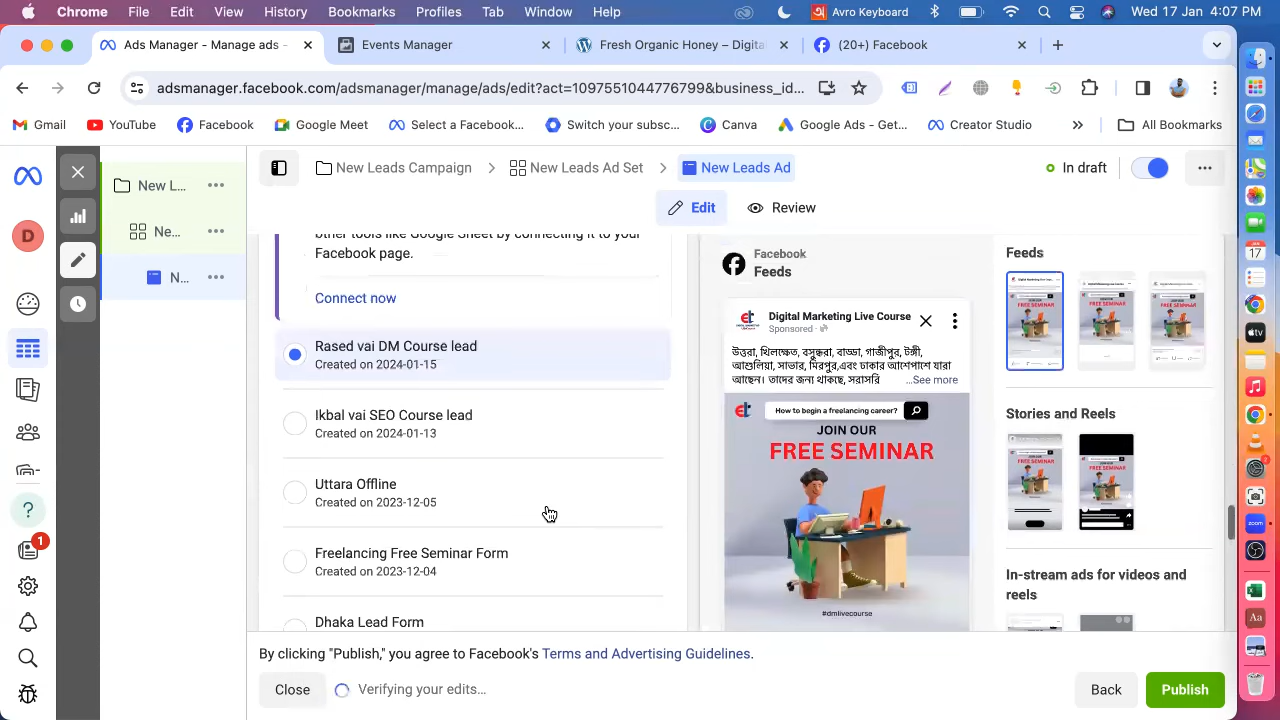 Chrome File Edit View History Bookmarks Profiles Tab Window Help Avro Keyboard Wed 17 Jan 4:07 PM
Ads Manager - Manage ads - Events Manager Fresh Organic Honey – Digita (20+) Facebook
adsmanager.facebook.com/adsmanager/manage/ads/edit?act=1097551044776799&business_id...
Gmail YouTube Facebook Google Meet Select a Facebook... Switch your subsc... Canva Google Ads - Get... Creator Studio » All Bookmarks
New Leads Campaign New Leads Ad Set New Leads Ad In draft
New L...
Ne...
N...
D
1
Edit Review
other tools like Google Sheet by connecting it to your
Facebook page.
Connect now
Rased vai DM Course lead
Created on 2024-01-15
Ikbal vai SEO Course lead
Created on 2024-01-13
Uttara Offline
Created on 2023-12-05
Freelancing Free Seminar Form
Created on 2023-12-04
Dhaka Lead Form
Facebook
Feeds
Digital Marketing Live Course
Sponsored ·
উত্তরা, খিলক্ষেত, বসুন্ধরা, বাড্ডা, গাজীপুর, টঙ্গী,
আশুলিয়া, সাভার, মিরপুর,এবং ঢাকার আশেপাশে যারা
আছেন। তাদের জন্য থাকছে, সরাসরি ...See more
et How to begin a freelancing career?
JOIN OUR
FREE SEMINAR
#dmlivecourse
Feeds
Stories and Reels
In-stream ads for videos and
reels
By clicking "Publish," you agree to Facebook's Terms and Advertising Guidelines.
Close Verifying your edits... Back Publish